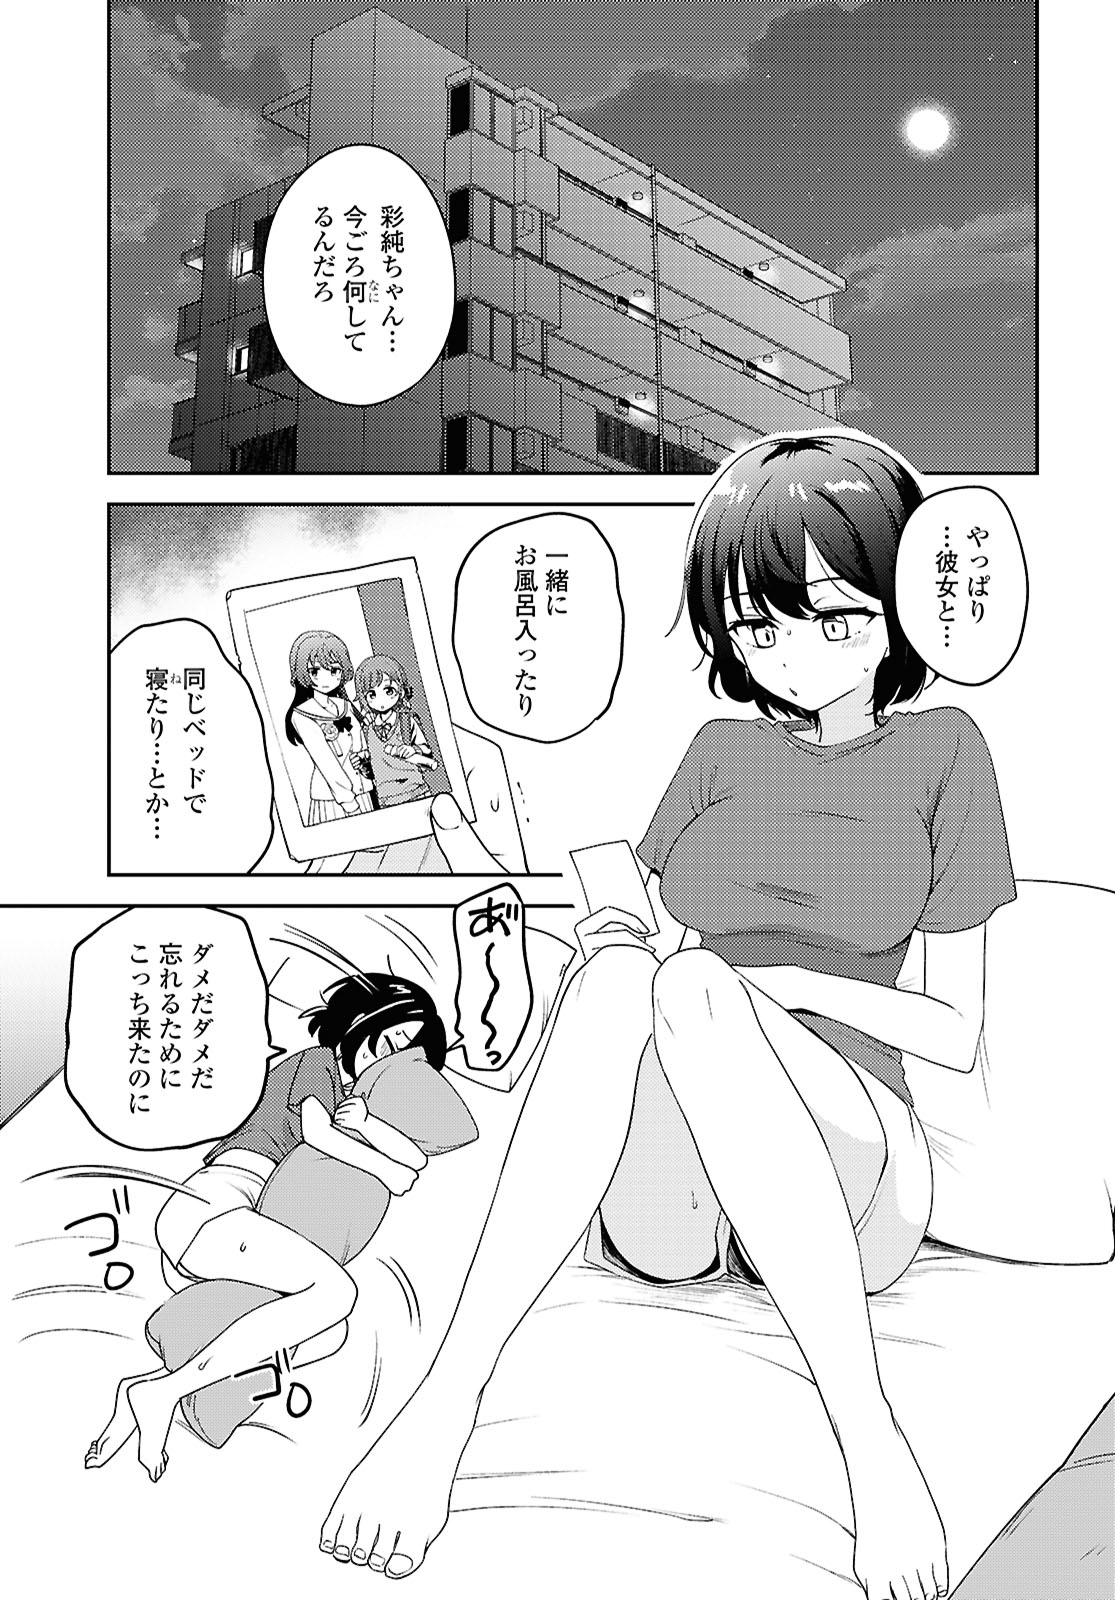 彩純ちゃん…
今ごろ何して
なに
るんだろ
やっぱり
…彼女と…
一緒に
お風呂入ったり
同じベッドで
寝たり…とか…
ね
あ゛〜〜っ
ダメだダメだ
忘れるために
こっち来たのに
ゴロ
ゴロ